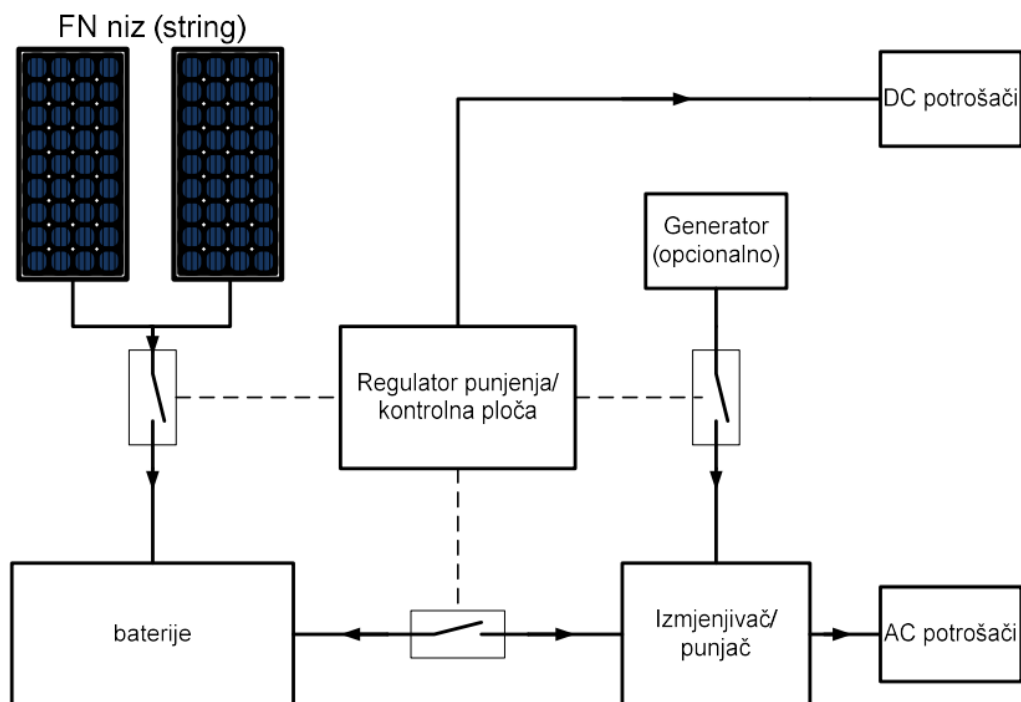 FN niz (string)
DC potrošači
Generator
(opcionalno)
Regulator punjenja/
kontrolna ploča
baterije
Izmjenjivač/
punjač
AC potrošači